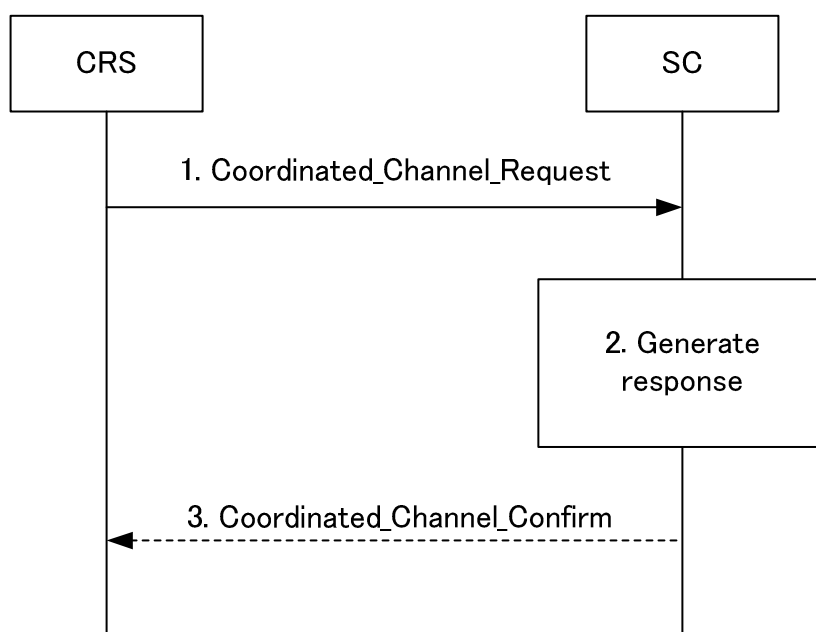 CRS
SC
1. Coordinated_Channel_Request
2. Generate
response
3. Coordinated_Channel_Confirm